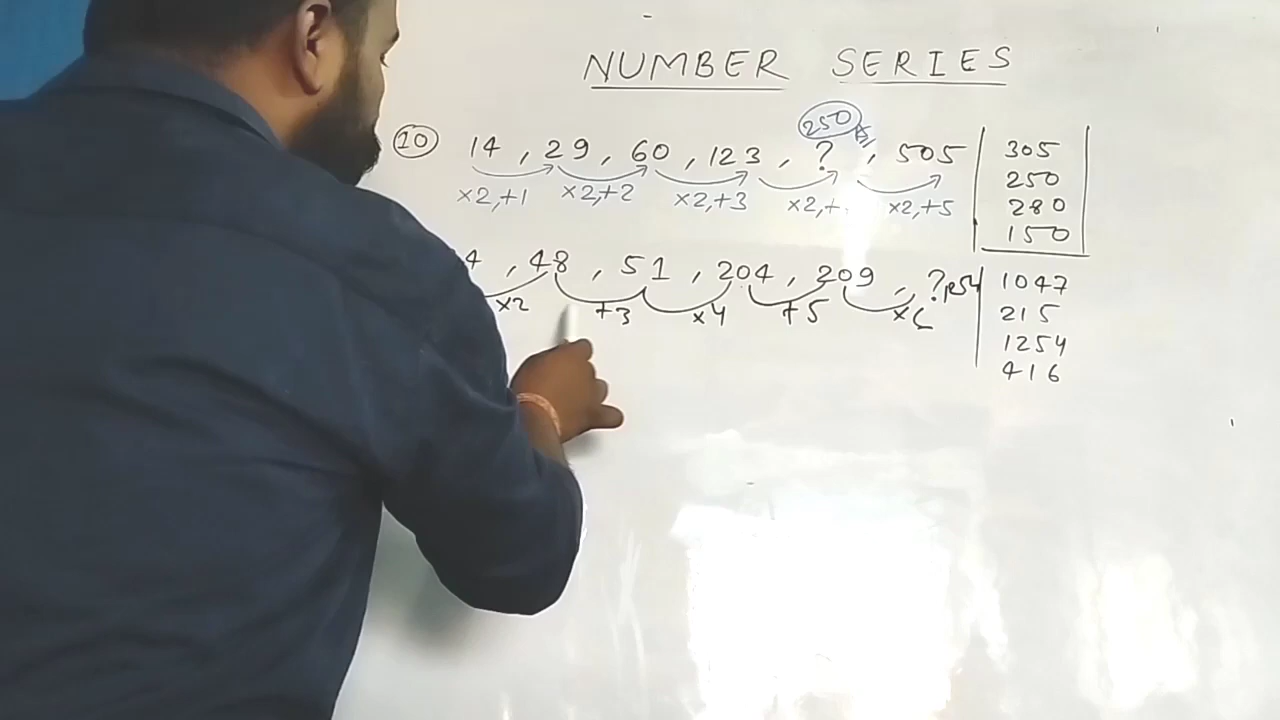 NUMBER SERIES
250
10 14 , 29 , 60 , 123 , ? , 505
×2,+1 ×2,+2 ×2,+3 ×2,+ ×2,+5
305
250
280
150
4 , 48 , 51 , 204 , 209 , ?
×2 +3 ×4 +5 ×6
1047
215
1254
416